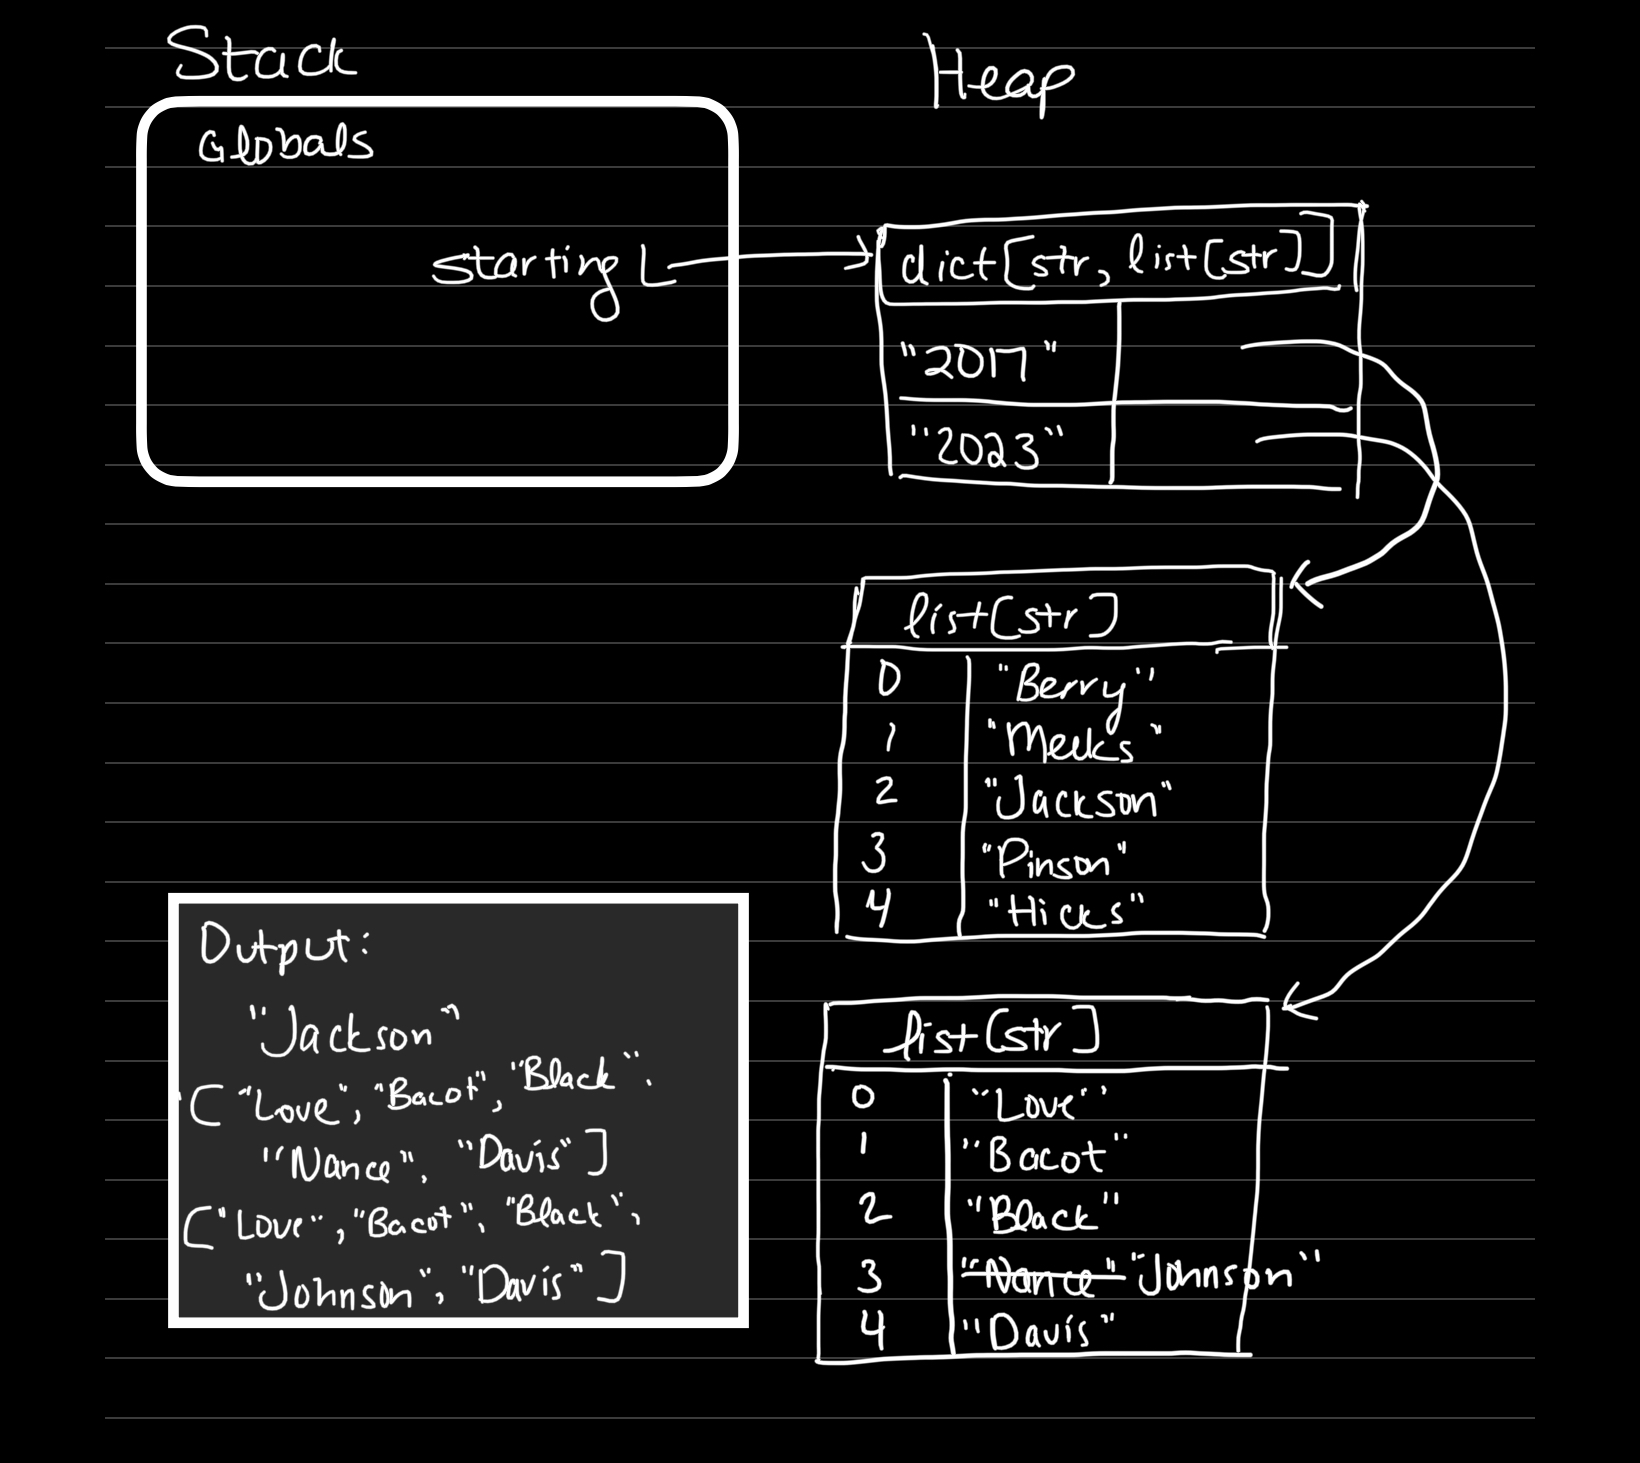 Stack
Heap
Globals
starting
dict[str, list[str]]
"2017"
"2023"
list[str]
0 "Berry"
1 "Meeks"
2 "Jackson"
3 "Pinson"
4 "Hicks"
Output:
"Jackson"
["Love", "Bacot", "Black".
"Nance", "Davis"]
["Love", "Bacot", "Black",
"Johnson", "Davis"]
list[str]
0 "Love"
1 "Bacot"
2 "Black"
3 "Nance" "Johnson"
4 "Davis"